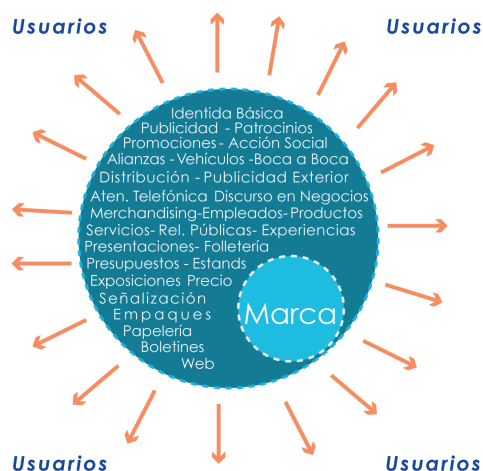 Usuarios
Usuarios
Identida Básica
Publicidad - Patrocinios
Promociones- Acción Social
Alianzas -Vehículos -Boca a Boca
Distribución - Publicidad Exterior
Aten. Telefónica Discurso en Negocios
Merchandising-Empleados- Productos
Servicios- Rel. Públicas- Experiencias
Presentaciones- Folletería
Presupuestos - Estands
Exposiciones Precio
Señalización
Empaques
Marca
Papelería
Boletines
Web
Usuarios
Usuarios